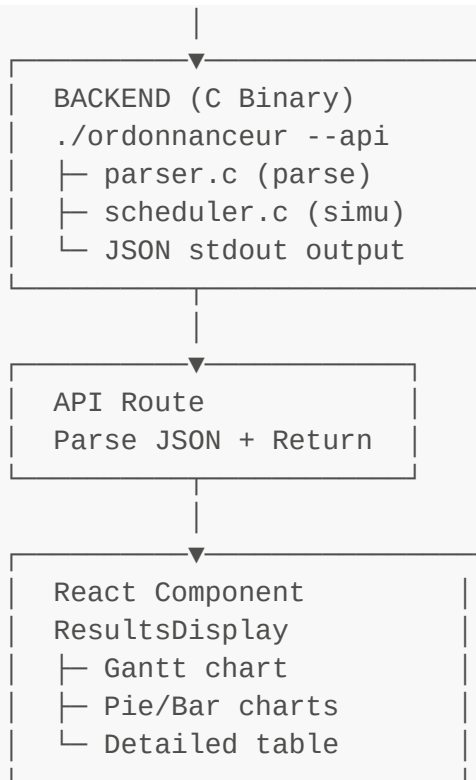 BACKEND (C Binary)
./ordonnanceur --api
├─ parser.c (parse)
├─ scheduler.c (simu)
└─ JSON stdout output
API Route
Parse JSON + Return
React Component
ResultsDisplay
├─ Gantt chart
├─ Pie/Bar charts
└─ Detailed table